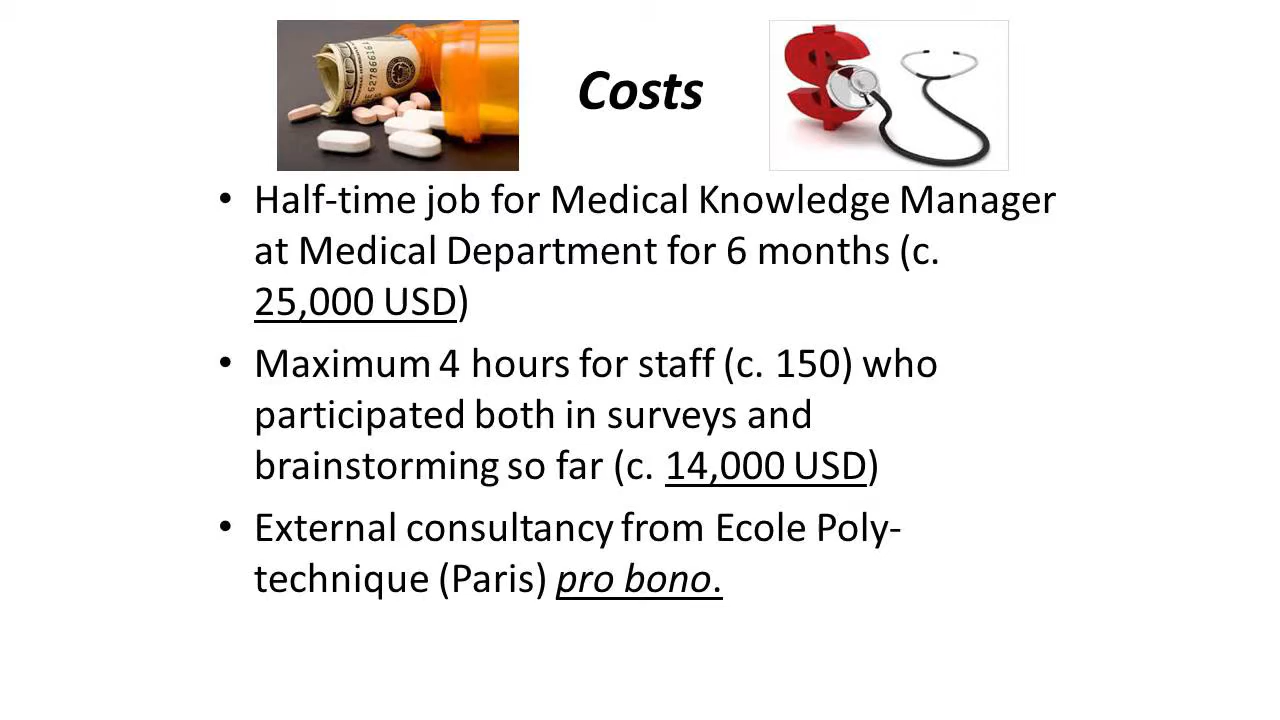 Costs
• Half-time job for Medical Knowledge Manager
at Medical Department for 6 months (c.
25,000 USD)
• Maximum 4 hours for staff (c. 150) who
participated both in surveys and
brainstorming so far (c. 14,000 USD)
• External consultancy from Ecole Poly-
technique (Paris) pro bono.